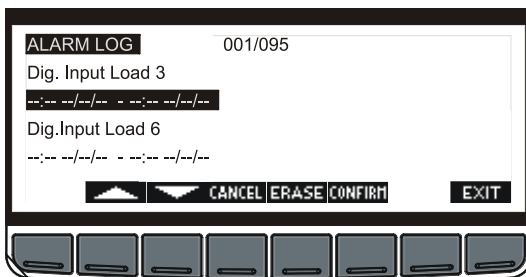 ALARM LOG 001/095
Dig. Input Load 3
--:-- --/--/-- - --:-- --/--/--
Dig.Input Load 6
--:-- --/--/-- - --:-- --/--/--
CANCEL ERASE CONFIRM EXIT